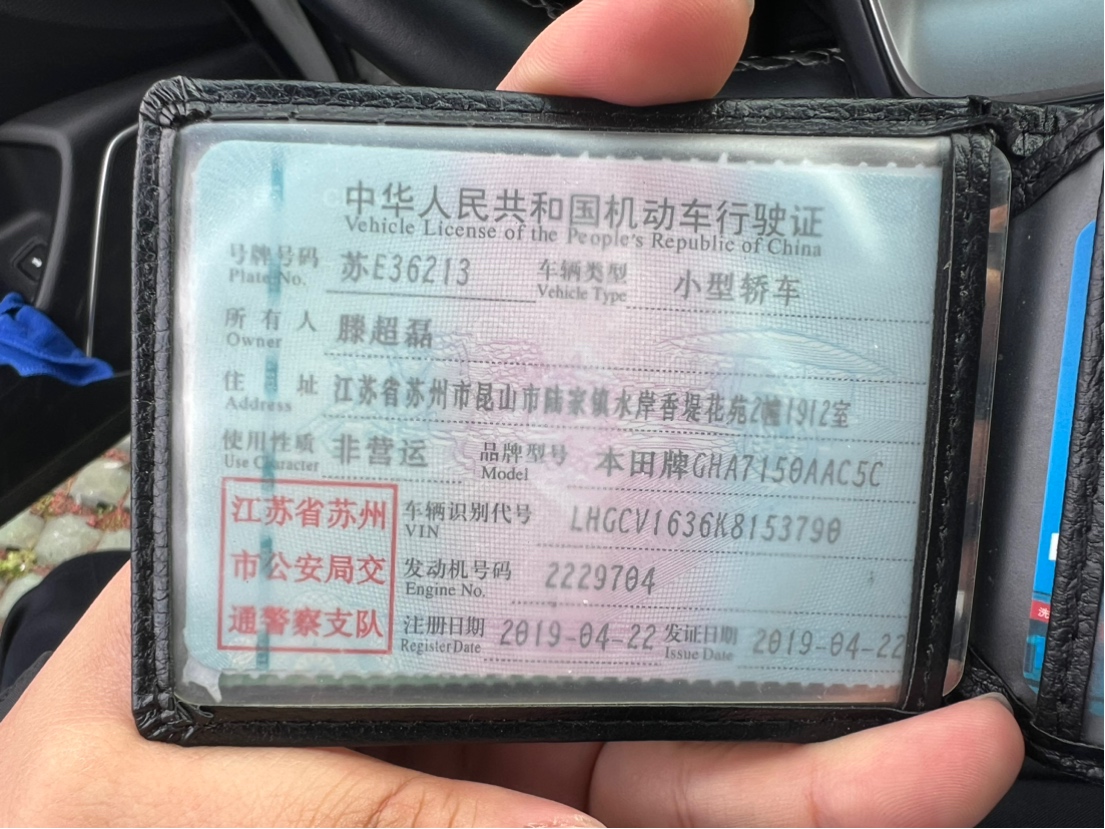 中华人民共和国机动车行驶证
Vehicle License of the People's Republic of China
号牌号码 苏E36213 车辆类型 小型轿车
Plate No. Vehicle Type
所有人 滕超磊
Owner
住址 江苏省苏州市昆山市陆家镇水岸香堤花苑2幢1912室
Address
使用性质 非营运 品牌型号 本田牌GHA7150AAC5C
Use Character Model
江苏省苏州
市公安局交
通警察支队
车辆识别代号 LHGCV1636K8153790
VIN
发动机号码 2229704
Engine No.
注册日期 2019-04-22 发证日期 2019-04-22
Register Date Issue Date
洗